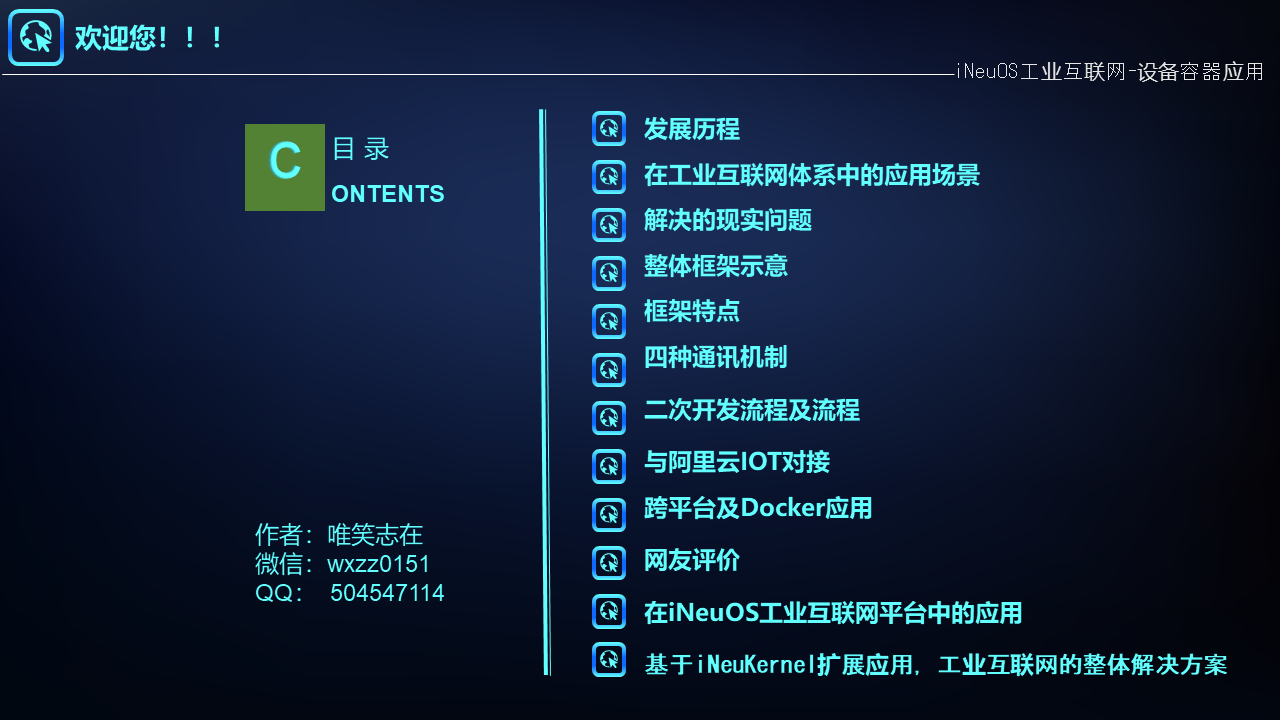 欢迎您！！！
iNeuOS工业互联网-设备容器应用
C
目 录
ONTENTS
发展历程
在工业互联网体系中的应用场景
解决的现实问题
整体框架示意
框架特点
四种通讯机制
二次开发流程及流程
与阿里云IOT对接
跨平台及Docker应用
网友评价
在iNeuOS工业互联网平台中的应用
基于iNeuKernel扩展应用，工业互联网的整体解决方案
作者：唯笑志在
微信：wxzz0151
QQ： 504547114